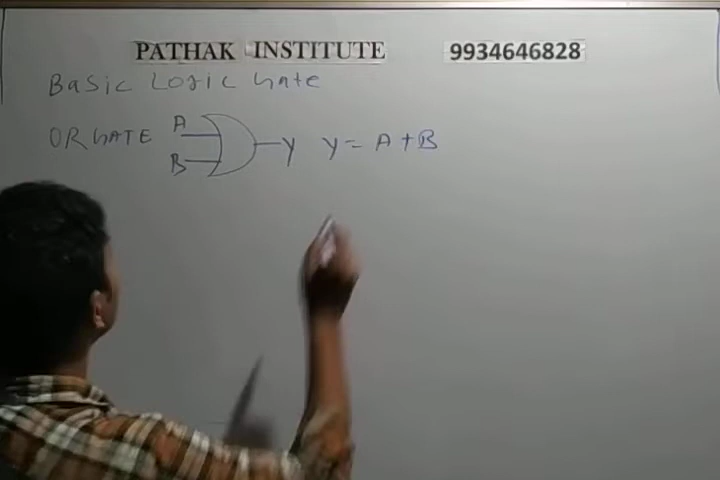 PATHAK INSTITUTE 9934646828
Basic Logic Gate
OR GATE A B Y Y = A + B